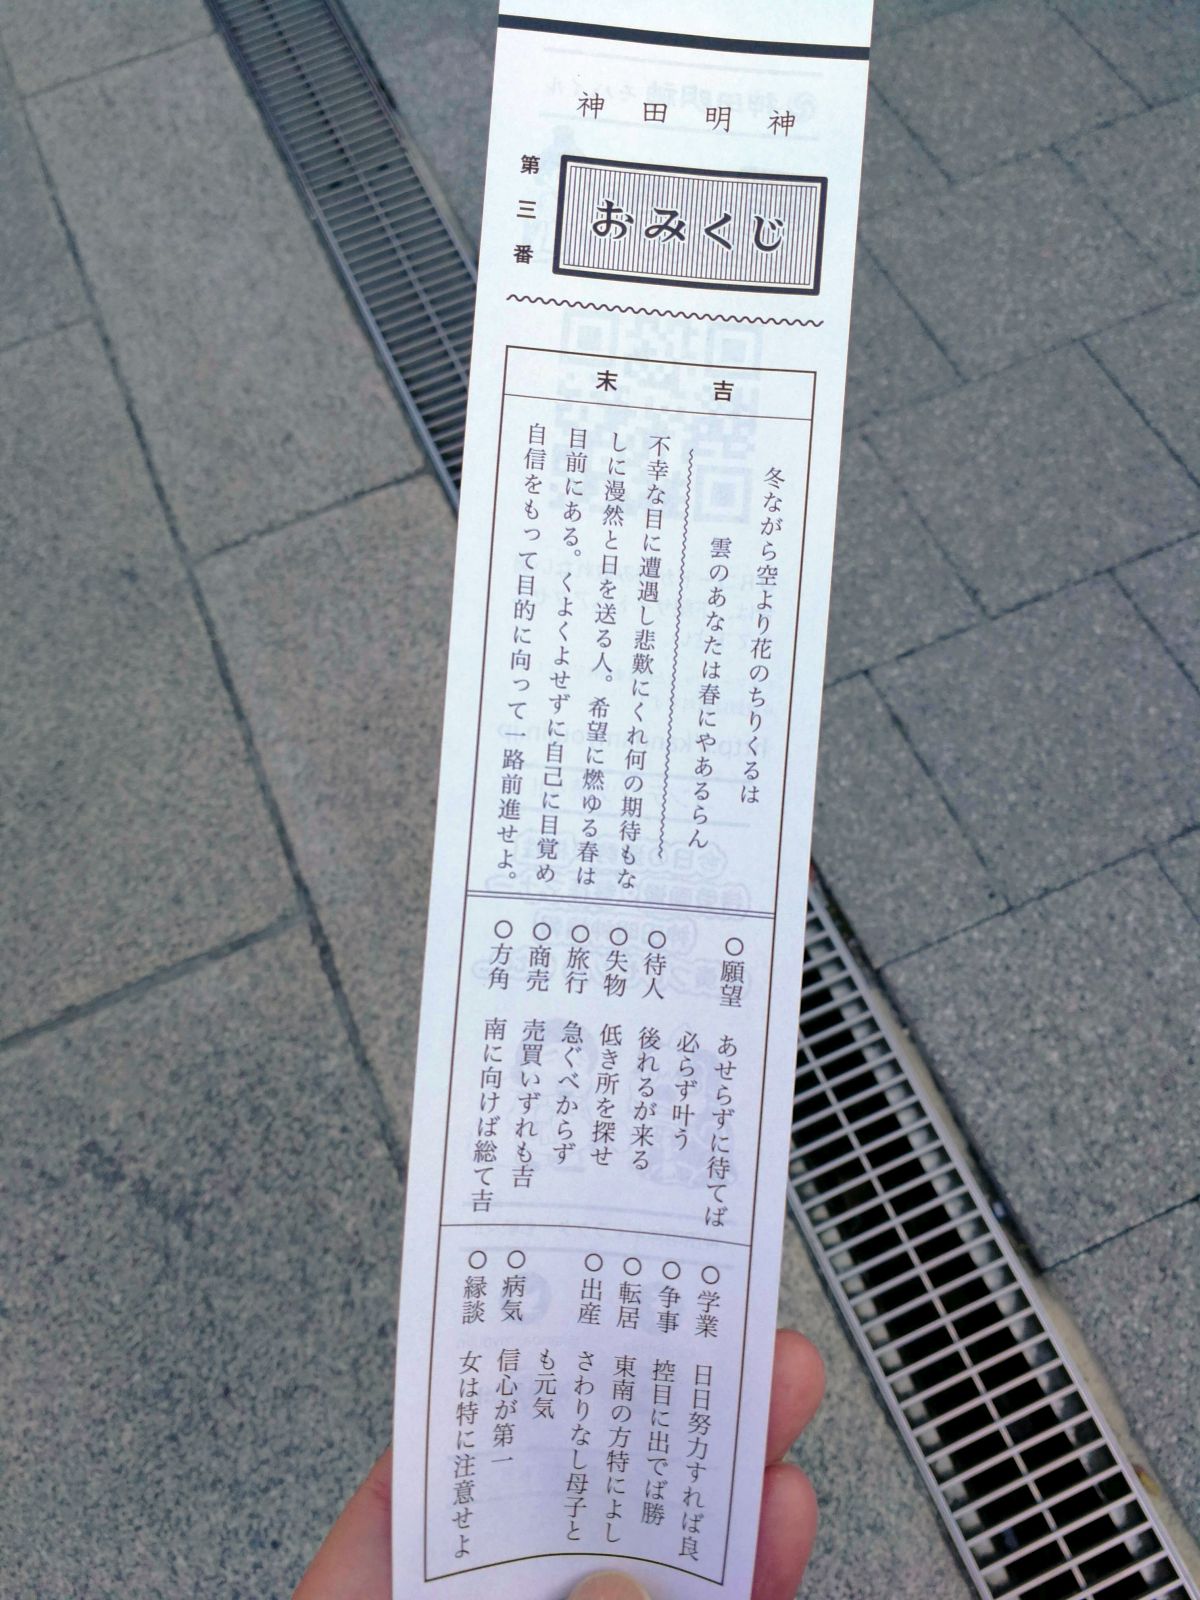 神田明神
おみくじ
第三番
末吉
冬ながら空より花のちりくるは
雲のあなたは春にやあるらん
不幸な目に遭遇し悲歎にくれ何の期待もな
しに漫然と日を送る人。希望に燃ゆる春は
目前にある。くよくよせずに自己に目覚め
自信をもって目的に向って一路前進せよ。
○願望 あせらずに待てば
必らず叶う
○待人 後れるが来る
○失物 低き所を探せ
○旅行 急ぐべからず
○商売 売買いずれも吉
○方角 南に向けば総て吉
○学業 日日努力すれば良
○争事 控目に出でば勝
○転居 東南の方特によし
○出産 さわりなし母子と
も元気
○病気 信心が第一
○縁談 女は特に注意せよ